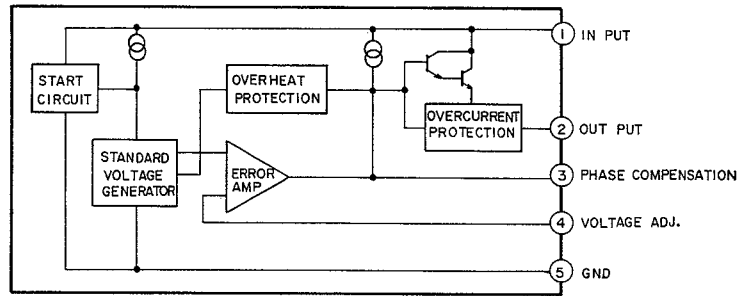 1 IN PUT
START
CIRCUIT
OVERHEAT
PROTECTION
OVERCURRENT
PROTECTION
2 OUT PUT
STANDARD
VOLTAGE
GENERATOR
ERROR
AMP
3 PHASE COMPENSATION
4 VOLTAGE ADJ.
5 GND